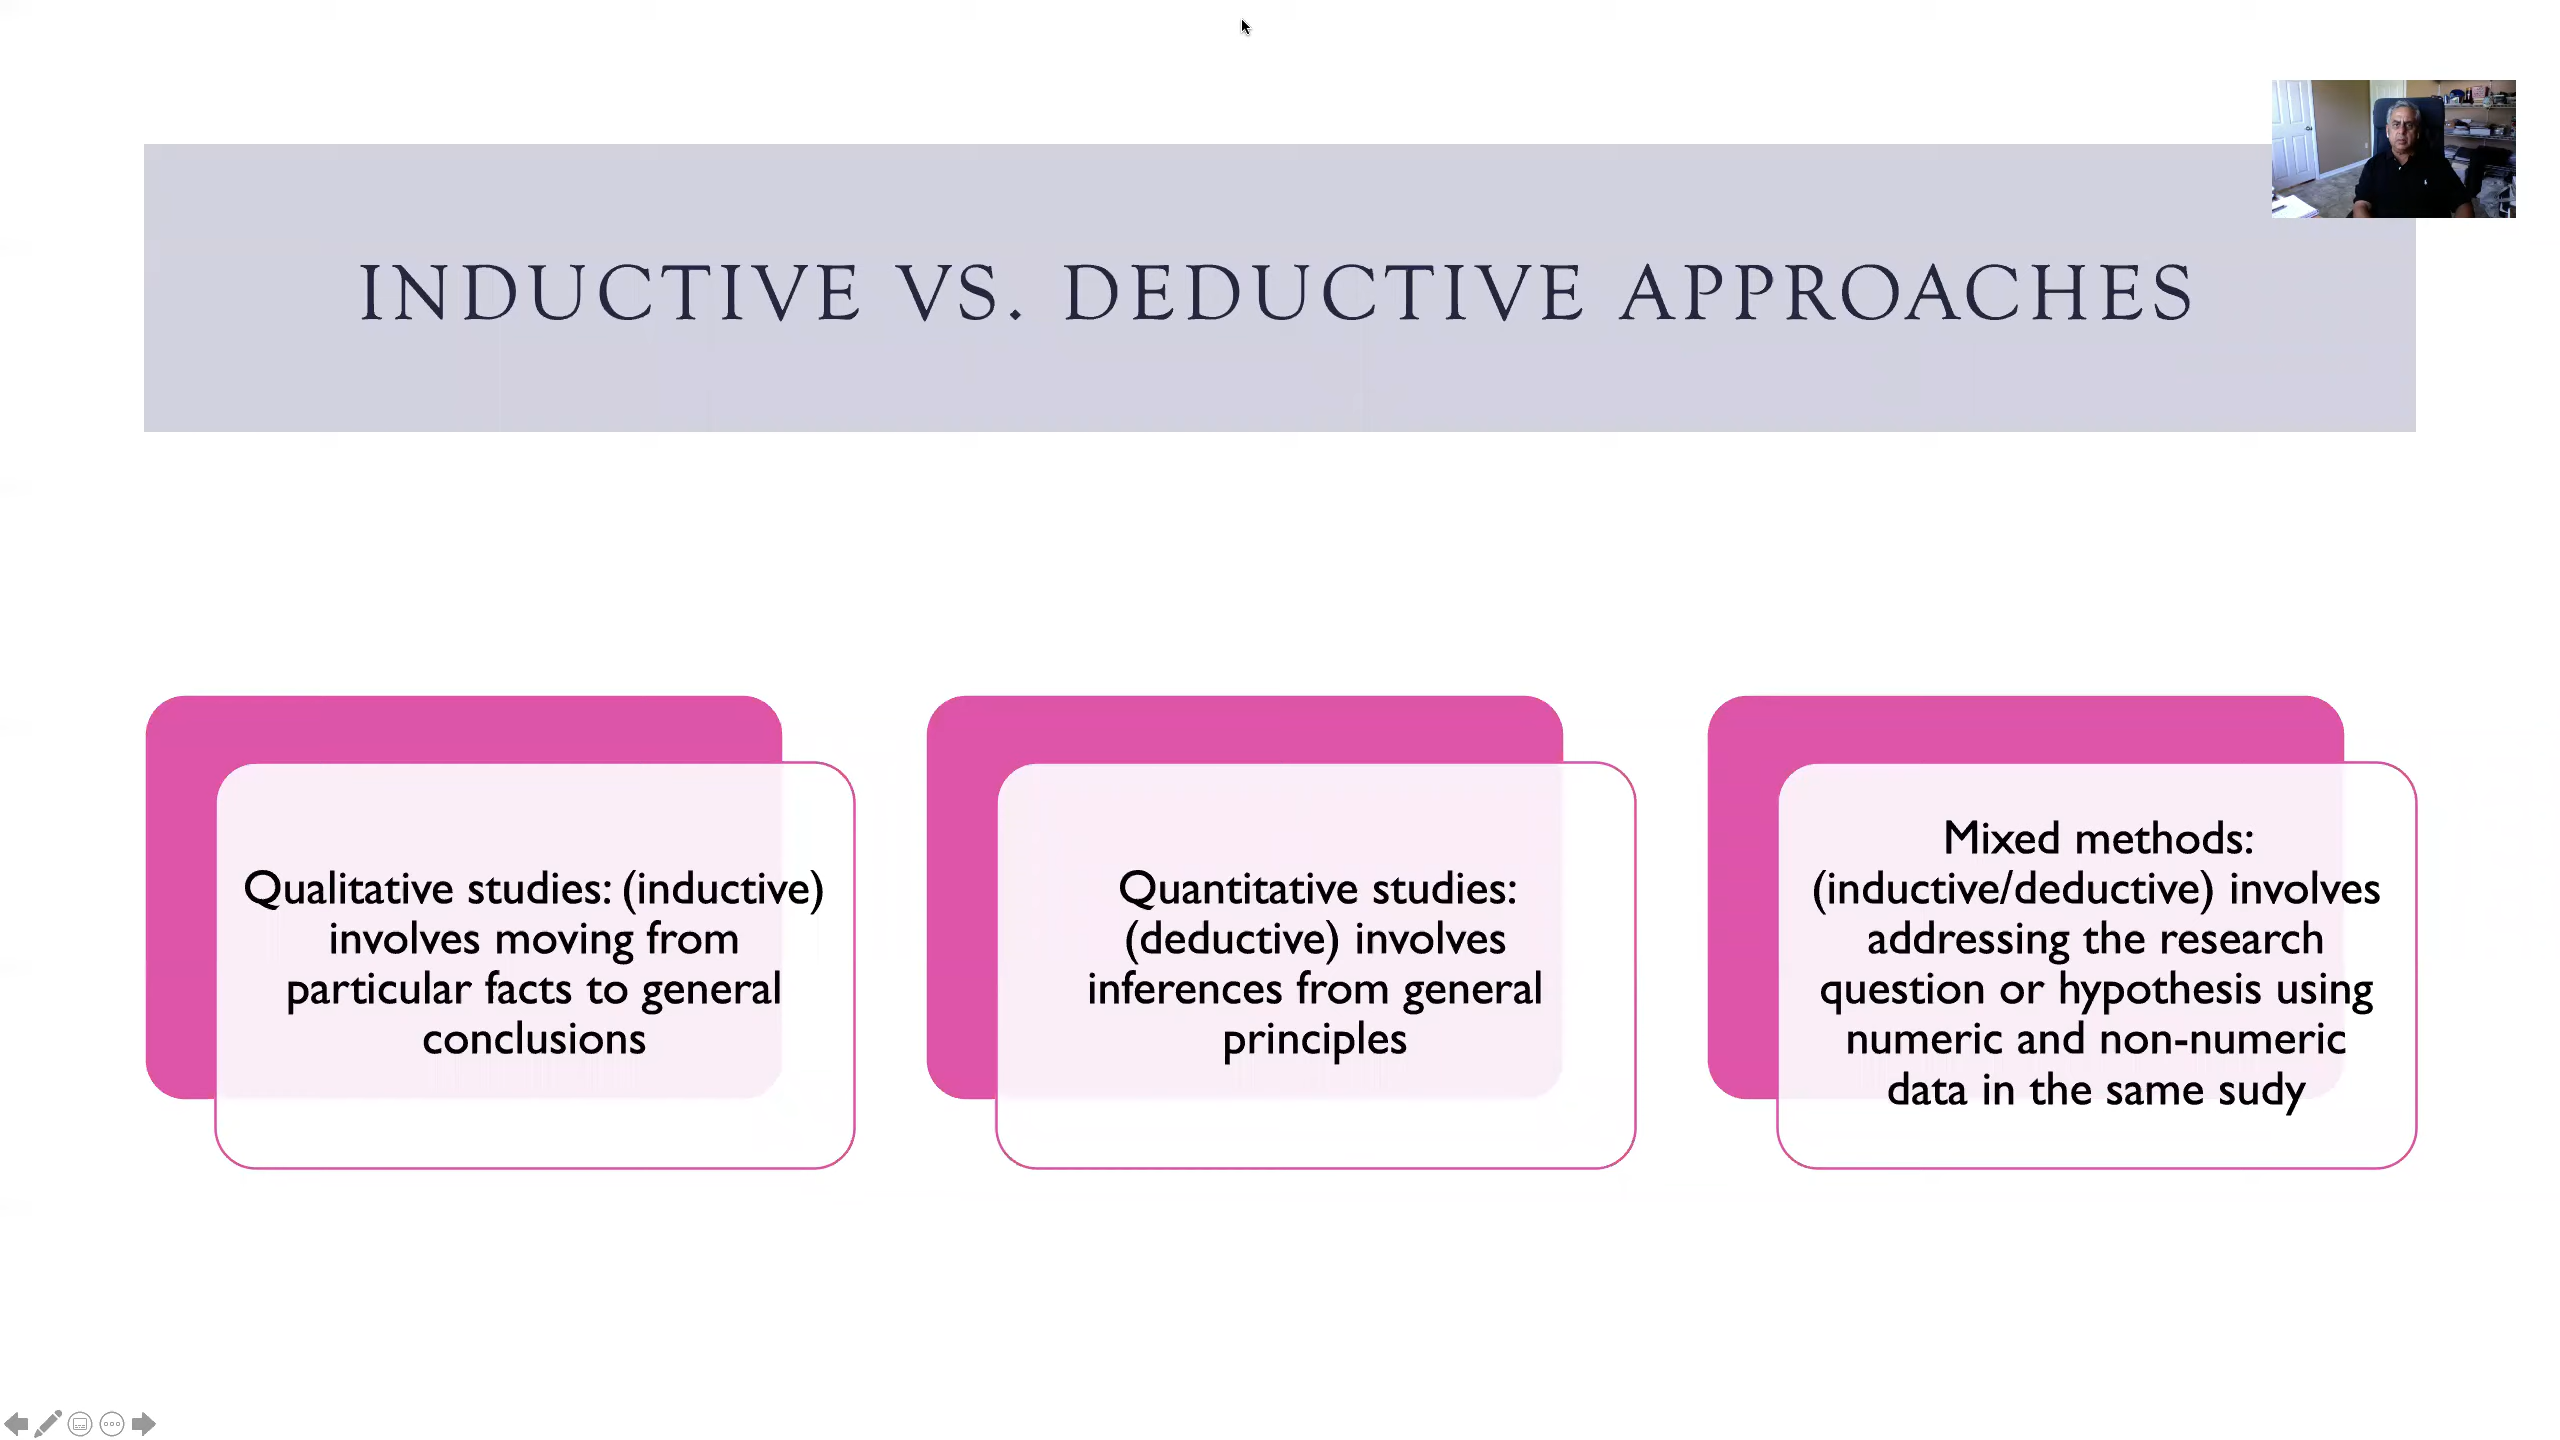 INDUCTIVE VS. DEDUCTIVE APPROACHES
Qualitative studies: (inductive)
involves moving from
particular facts to general
conclusions
Quantitative studies:
(deductive) involves
inferences from general
principles
Mixed methods:
(inductive/deductive) involves
addressing the research
question or hypothesis using
numeric and non-numeric
data in the same sudy